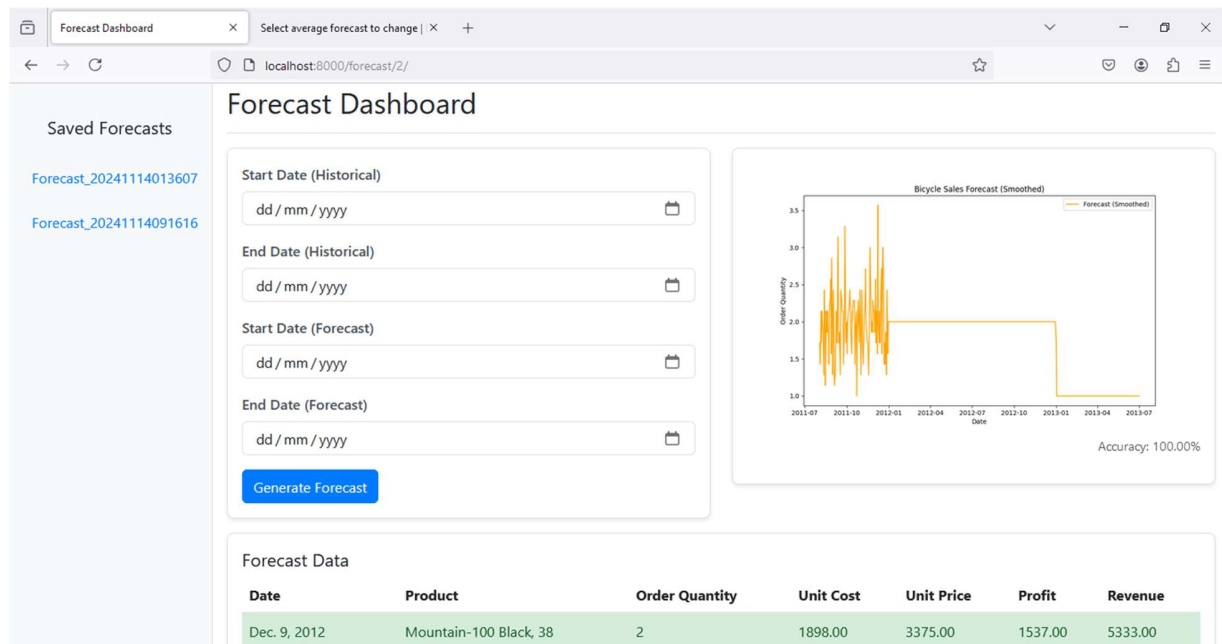 Forecast Dashboard
Select average forecast to change |
localhost:8000/forecast/2/
Saved Forecasts
Forecast_20241114013607
Forecast_20241114091616
Forecast Dashboard
Start Date (Historical)
dd / mm / yyyy
End Date (Historical)
dd / mm / yyyy
Start Date (Forecast)
dd / mm / yyyy
End Date (Forecast)
dd / mm / yyyy
Generate Forecast
Bicycle Sales Forecast (Smoothed)
Forecast (Smoothed)
Order Quantity
3.5
3.0
2.5
2.0
1.5
1.0
2011-07 2011-10 2012-01 2012-04 2012-07 2012-10 2013-01 2013-04 2013-07
Date
Accuracy: 100.00%
Forecast Data
Date Product Order Quantity Unit Cost Unit Price Profit Revenue
Dec. 9, 2012 Mountain-100 Black, 38 2 1898.00 3375.00 1537.00 5333.00